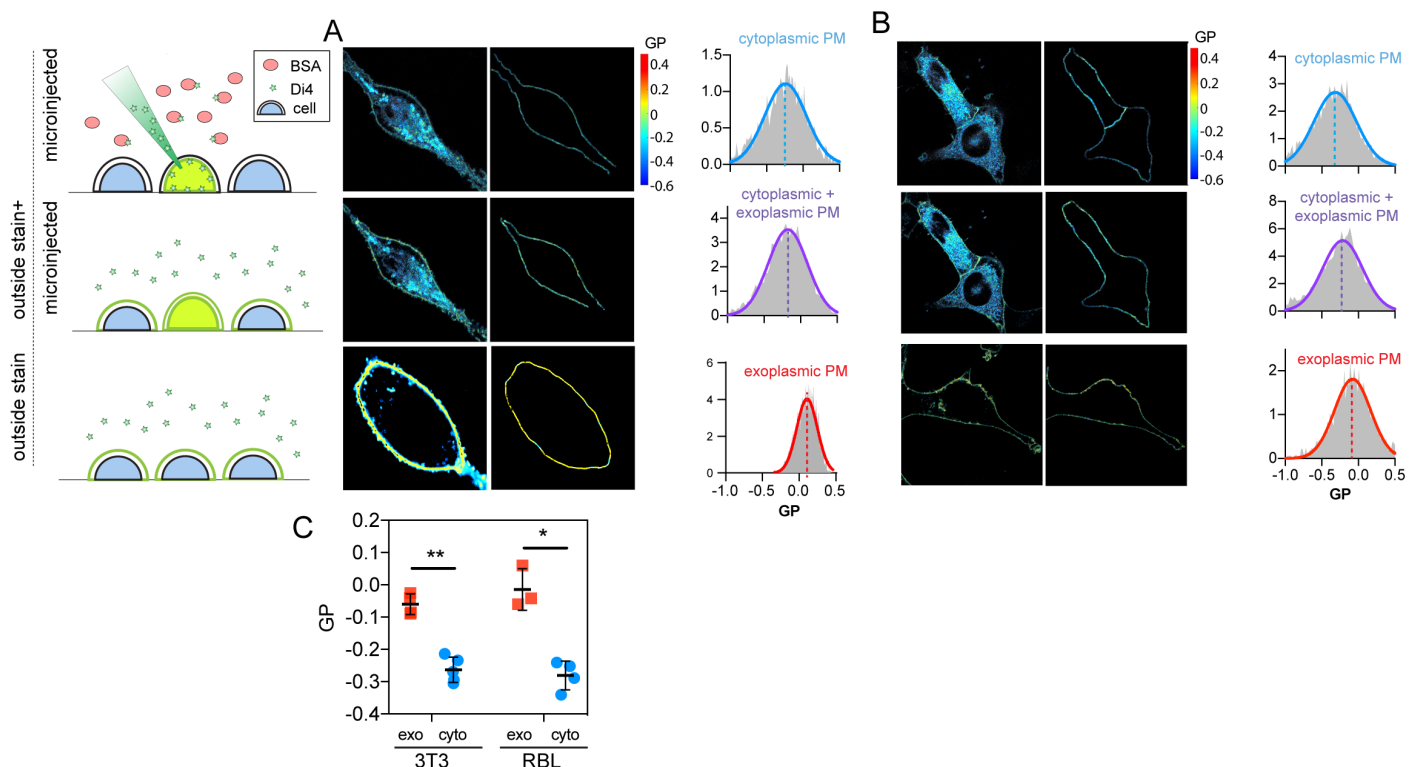 A
B
microinjected
outside stain+
microinjected
outside stain
BSA
Di4
cell
GP
0.4
0.2
0
-0.2
-0.4
-0.6
cytoplasmic PM
1.5
1.0
0.5
0.0
cytoplasmic +
exoplasmic PM
4
3
2
1
0
exoplasmic PM
6
4
2
0
-1.0 -0.5 0.0 0.5
GP
GP
0.4
0.2
0
-0.2
-0.4
-0.6
cytoplasmic PM
4
3
2
1
0
cytoplasmic +
exoplasmic PM
8
6
4
2
0
exoplasmic PM
2
1
0
-1.0 -0.5 0.0 0.5
GP
C
GP
0.2
0.1
0.0
-0.1
-0.2
-0.3
-0.4
**
*
exo cyto exo cyto
3T3 RBL